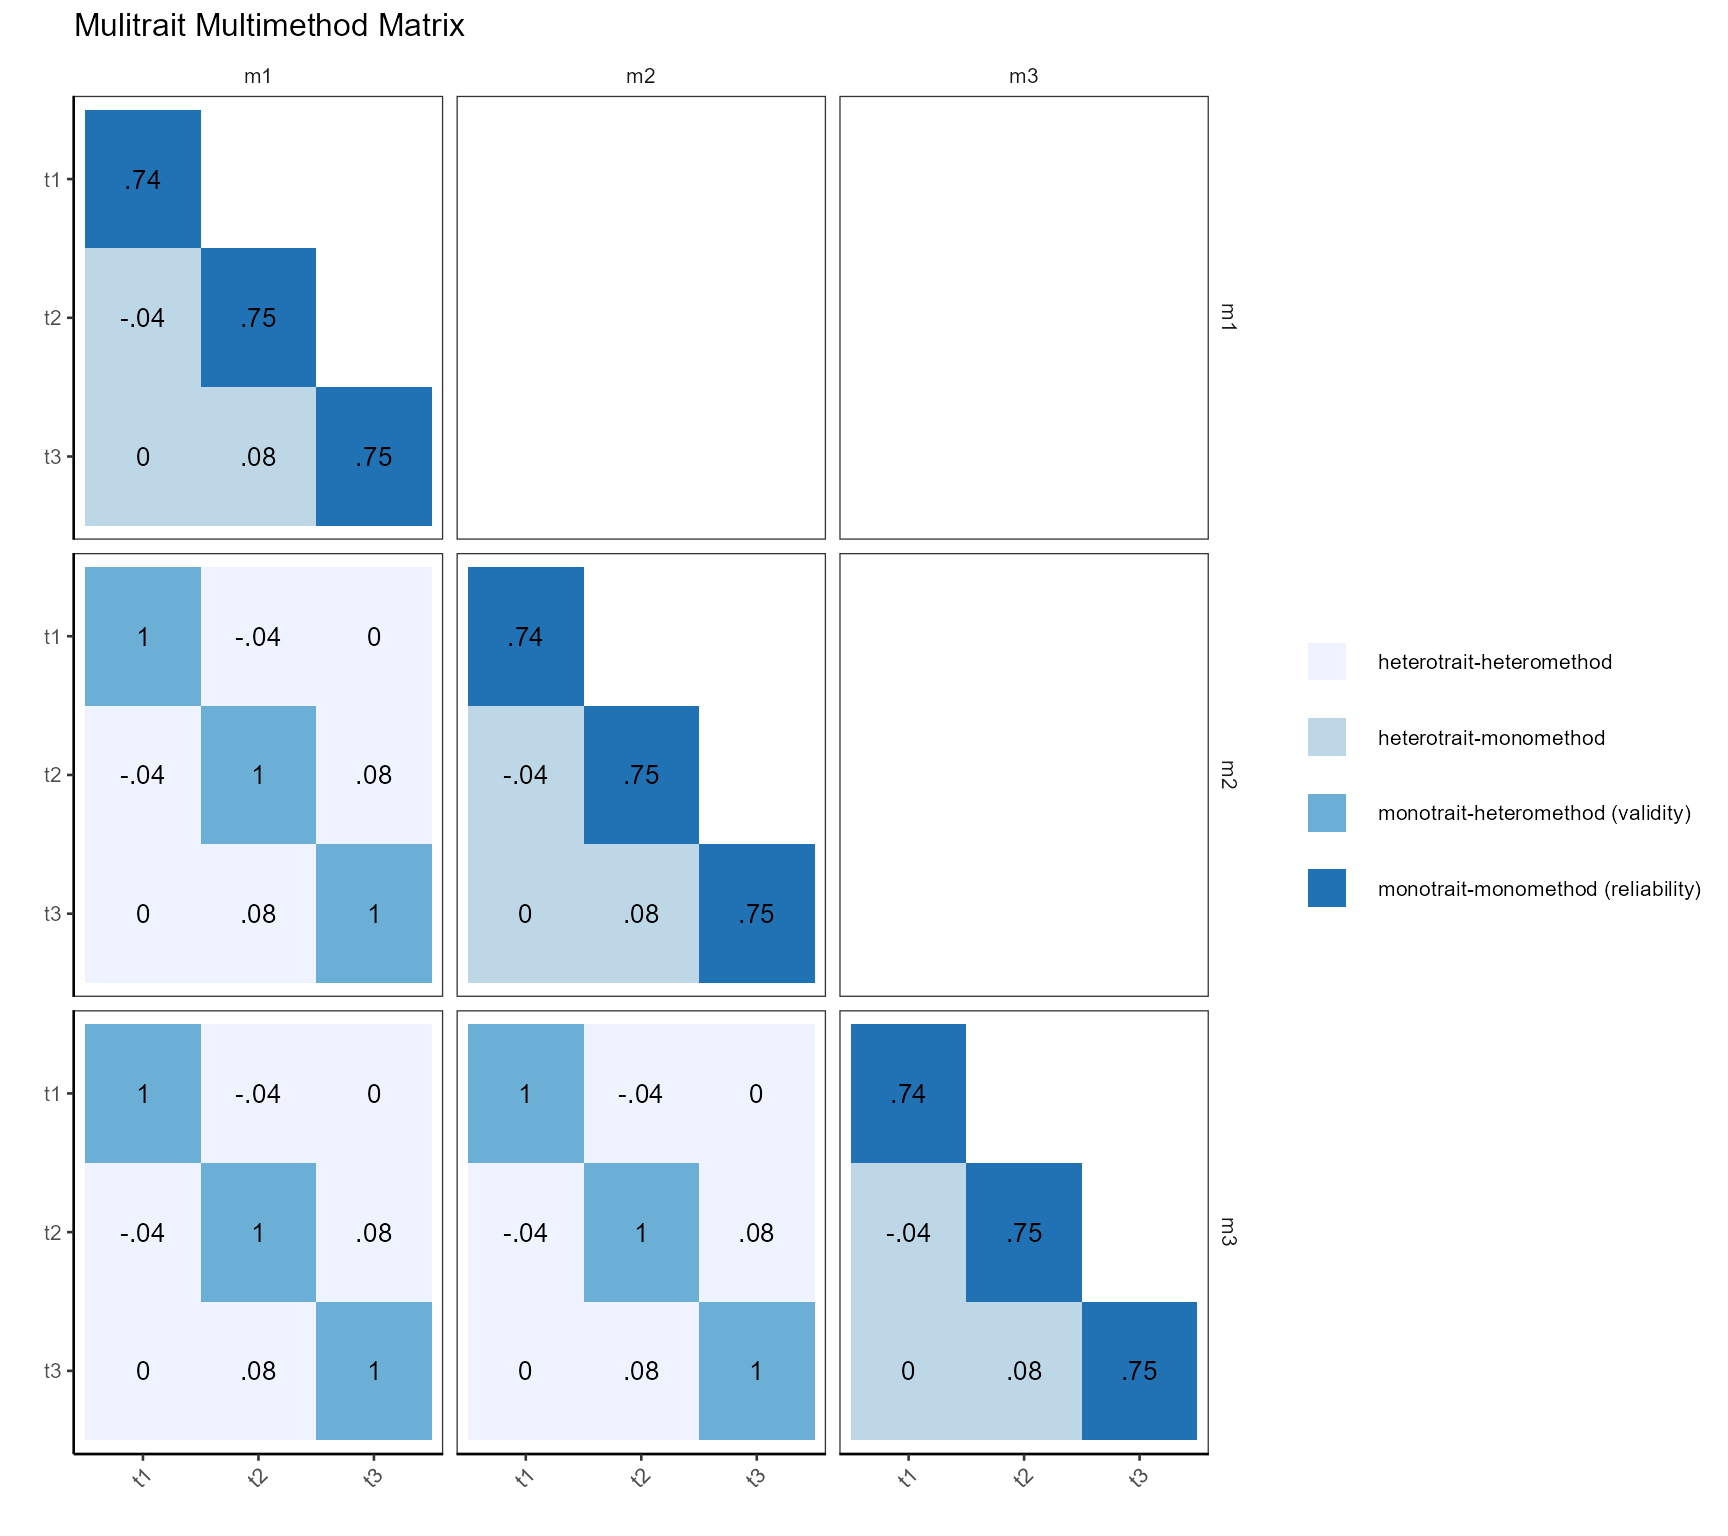 Mulitrait Multimethod Matrix
m1 m2 m3
t1 .74
t2 -.04 .75
m1
t3 0 .08 .75
t1 1 -.04 0 .74
t2 -.04 1 .08 -.04 .75
m2
t3 0 .08 1 0 .08 .75
heterotrait-heteromethod
heterotrait-monomethod
monotrait-heteromethod (validity)
monotrait-monomethod (reliability)
t1 1 -.04 0 1 -.04 0 .74
t2 -.04 1 .08 -.04 1 .08 -.04 .75
m3
t3 0 .08 1 0 .08 1 0 .08 .75
t1 t2 t3 t1 t2 t3 t1 t2 t3